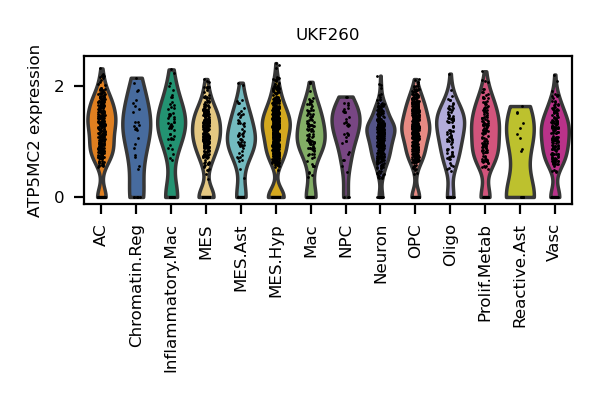 UKF260
ATP5MC2 expression
2
0
AC
Chromatin.Reg
Inflammatory.Mac
MES
MES.Ast
MES.Hyp
Mac
NPC
Neuron
OPC
Oligo
Prolif.Metab
Reactive.Ast
Vasc